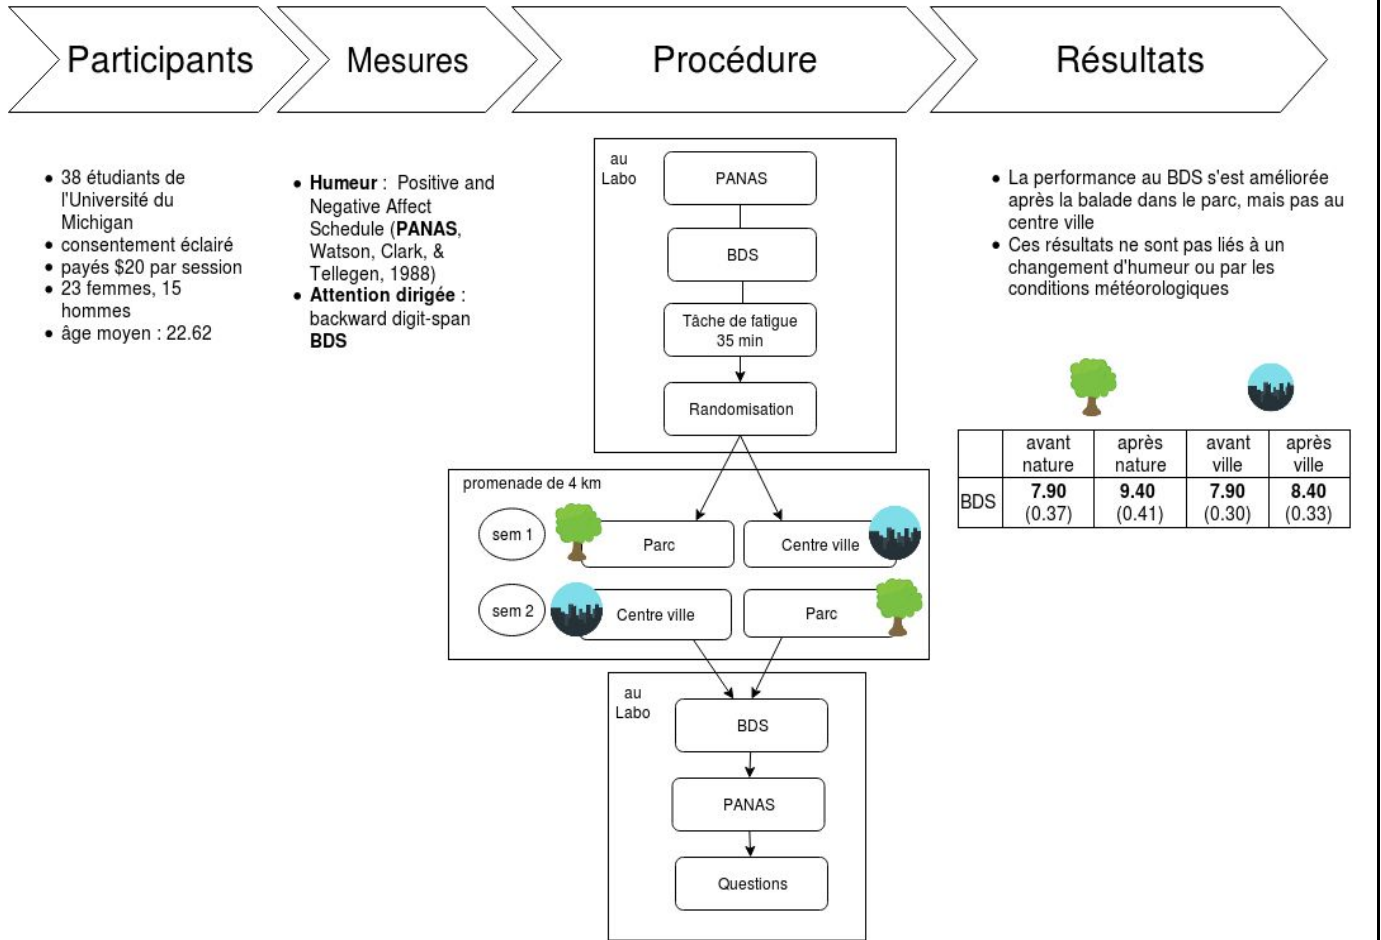 Participants
Mesures
Procédure
Résultats
• 38 étudiants de
l'Université du
Michigan
• consentement éclairé
• payés $20 par session
• 23 femmes, 15
hommes
• âge moyen : 22.62
• Humeur : Positive and
Negative Affect
Schedule (PANAS,
Watson, Clark, &
Tellegen, 1988)
• Attention dirigée :
backward digit-span
BDS
au
Labo
PANAS
BDS
Tâche de fatigue
35 min
Randomisation
promenade de 4 km
sem 1
Parc
Centre ville
sem 2
Centre ville
Parc
au
Labo
BDS
PANAS
Questions
• La performance au BDS s'est améliorée
après la balade dans le parc, mais pas au
centre ville
• Ces résultats ne sont pas liés à un
changement d'humeur ou par les
conditions météorologiques
avant
nature
après
nature
avant
ville
après
ville
BDS
7.90
(0.37)
9.40
(0.41)
7.90
(0.30)
8.40
(0.33)